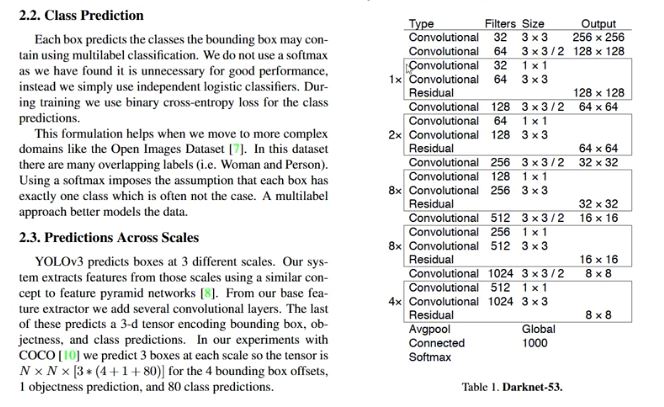 2.2. Class Prediction
Each box predicts the classes the bounding box may con-
tain using multilabel classification. We do not use a softmax
as we have found it is unnecessary for good performance,
instead we simply use independent logistic classifiers. Dur-
ing training we use binary cross-entropy loss for the class
predictions.
This formulation helps when we move to more complex
domains like the Open Images Dataset [7]. In this dataset
there are many overlapping labels (i.e. Woman and Person).
Using a softmax imposes the assumption that each box has
exactly one class which is often not the case. A multilabel
approach better models the data.
2.3. Predictions Across Scales
YOLOv3 predicts boxes at 3 different scales. Our sys-
tem extracts features from those scales using a similar con-
cept to feature pyramid networks [8]. From our base fea-
ture extractor we add several convolutional layers. The last
of these predicts a 3-d tensor encoding bounding box, ob-
jectness, and class predictions. In our experiments with
COCO [10] we predict 3 boxes at each scale so the tensor is
N × N × [3 ∗ (4 + 1 + 80)] for the 4 bounding box offsets,
1 objectness prediction, and 80 class predictions.
Type Filters Size Output
Convolutional 32 3 × 3 256 × 256
Convolutional 64 3 × 3 / 2 128 × 128
Convolutional 32 1 × 1
1× Convolutional 64 3 × 3
Residual 128 × 128
Convolutional 128 3 × 3 / 2 64 × 64
Convolutional 64 1 × 1
2× Convolutional 128 3 × 3
Residual 64 × 64
Convolutional 256 3 × 3 / 2 32 × 32
Convolutional 128 1 × 1
8× Convolutional 256 3 × 3
Residual 32 × 32
Convolutional 512 3 × 3 / 2 16 × 16
Convolutional 256 1 × 1
8× Convolutional 512 3 × 3
Residual 16 × 16
Convolutional 1024 3 × 3 / 2 8 × 8
Convolutional 512 1 × 1
4× Convolutional 1024 3 × 3
Residual 8 × 8
Avgpool Global
Connected 1000
Softmax
Table 1. Darknet-53.